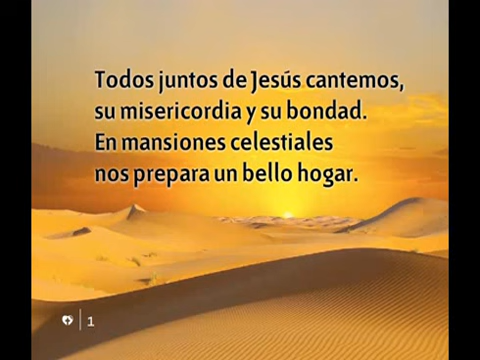 Todos juntos de Jesús cantemos,
su misericordia y su bondad.
En mansiones celestiales
nos prepara un bello hogar.
1